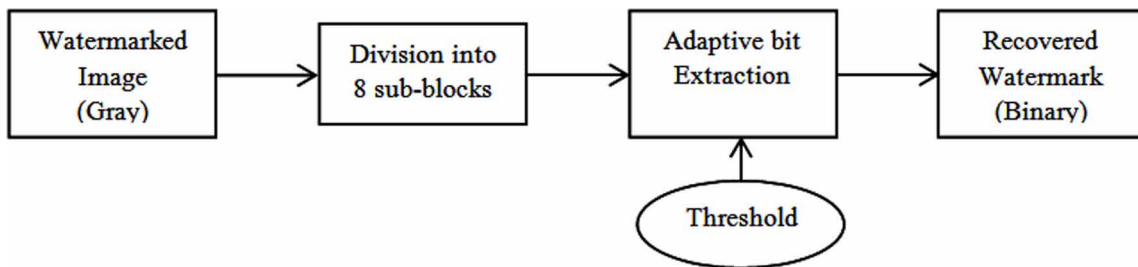 Watermarked
Image
(Gray)
Division into
8 sub-blocks
Adaptive bit
Extraction
Recovered
Watermark
(Binary)
Threshold